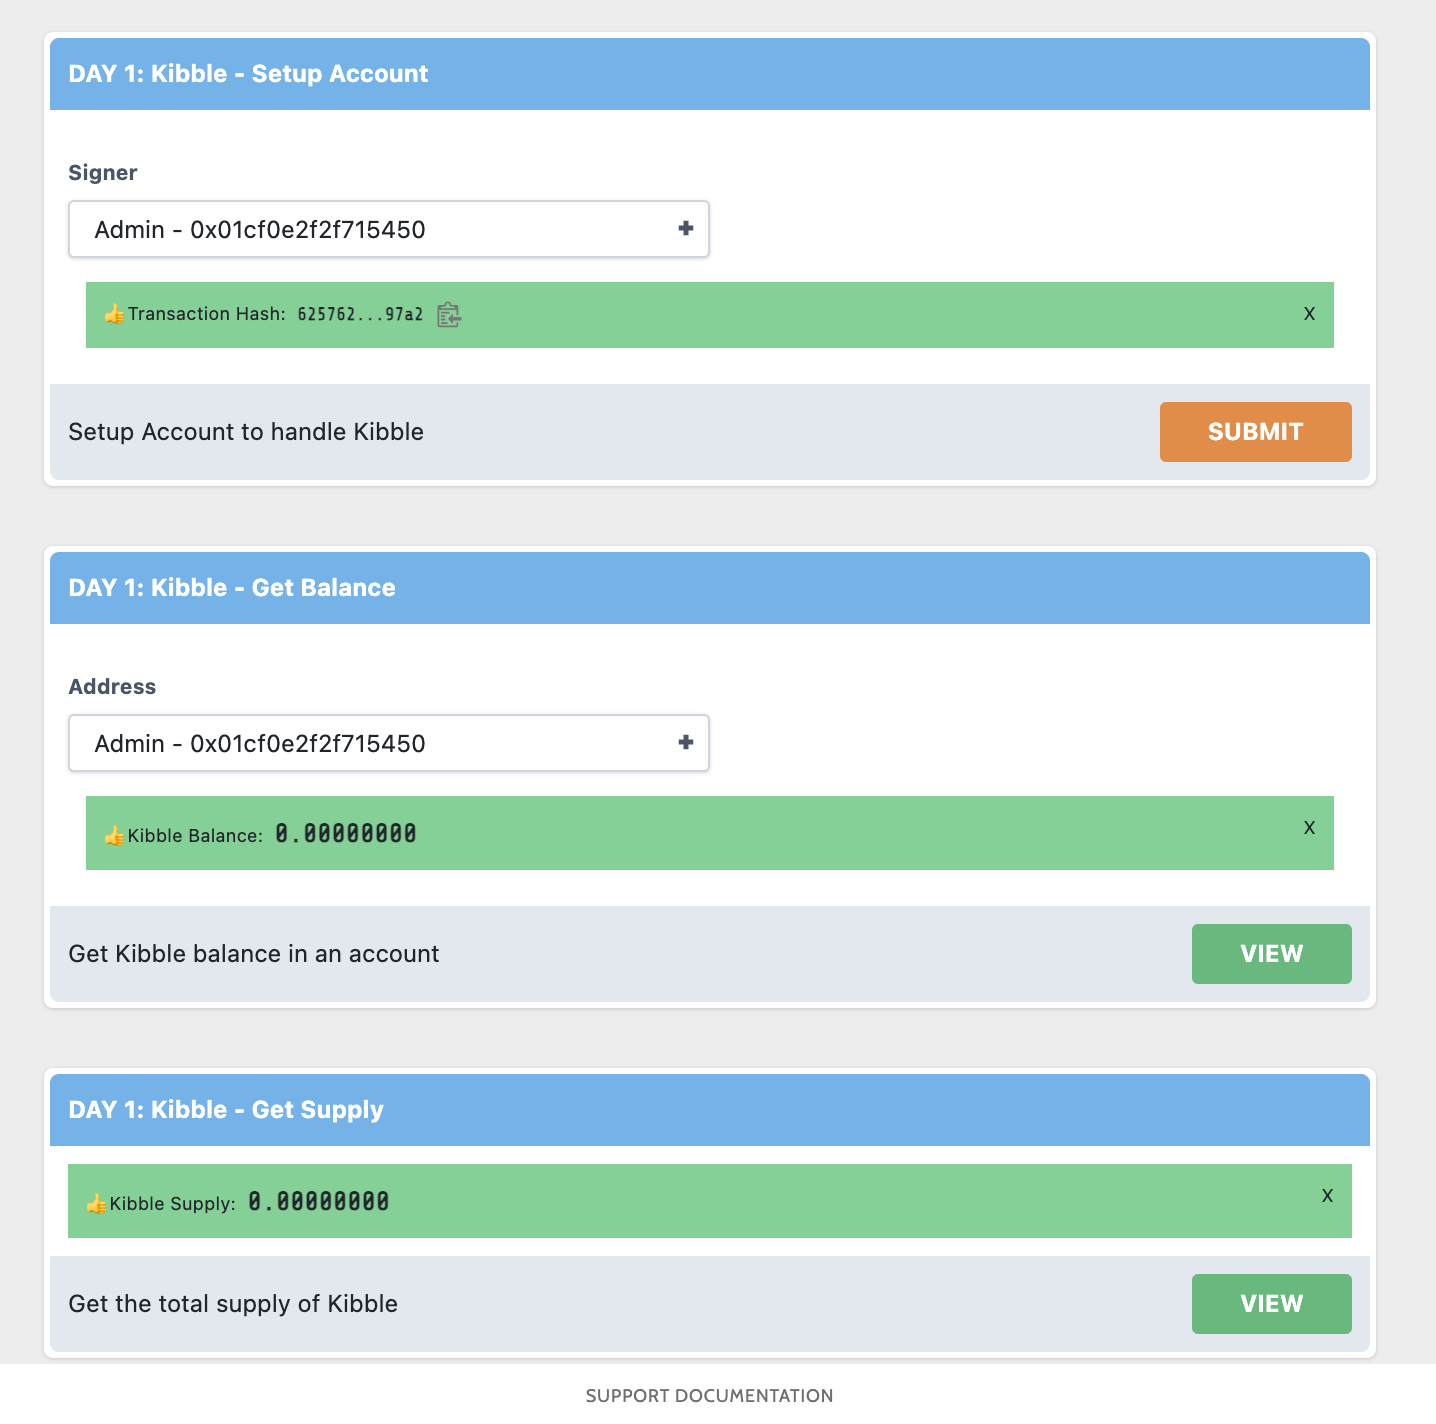 DAY 1: Kibble - Setup Account
Signer
Admin - 0x01cf0e2f2f715450
👍Transaction Hash: 625762...97a2
X
Setup Account to handle Kibble
SUBMIT
DAY 1: Kibble - Get Balance
Address
Admin - 0x01cf0e2f2f715450
👍Kibble Balance: 0.00000000
X
Get Kibble balance in an account
VIEW
DAY 1: Kibble - Get Supply
👍Kibble Supply: 0.00000000
X
Get the total supply of Kibble
VIEW
SUPPORT DOCUMENTATION